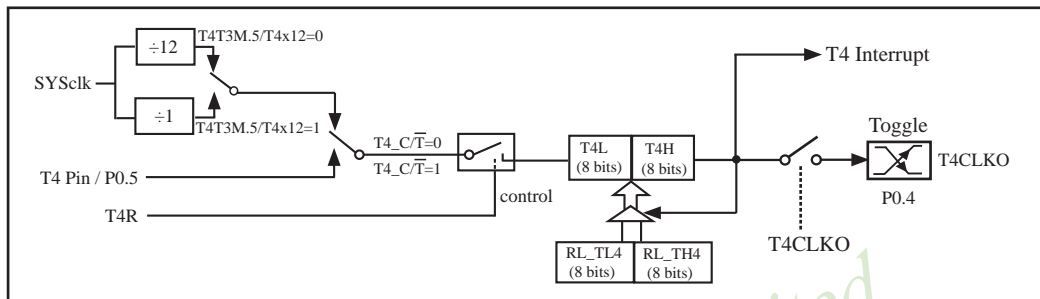 ÷12
T4T3M.5/T4x12=0
SYSclk
÷1
T4T3M.5/T4x12=1
T4_C/T̅=0
T4_C/T̅=1
T4 Pin / P0.5
T4R
control
T4L
(8 bits)
T4H
(8 bits)
RL_TL4
(8 bits)
RL_TH4
(8 bits)
T4 Interrupt
Toggle
T4CLKO
P0.4
T4CLKO